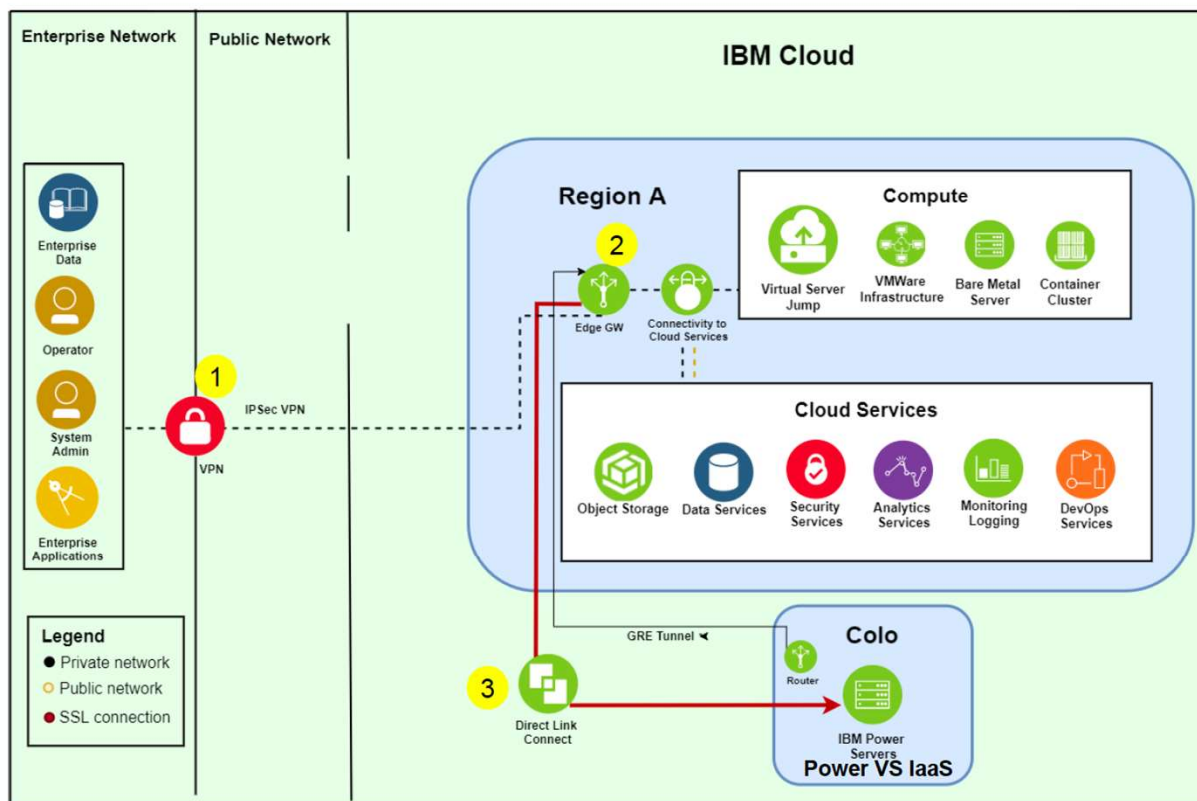 Enterprise Network
Public Network
IBM Cloud
Enterprise
Data
Operator
System
Admin
Enterprise
Applications
1
VPN
IPSec VPN
Region A
2
Edge GW
Connectivity to
Cloud Services
Compute
Virtual Server
Jump
VMWare
Infrastructure
Bare Metal
Server
Container
Cluster
Cloud Services
Object Storage
Data Services
Security
Services
Analytics
Services
Monitoring
Logging
DevOps
Services
Legend
Private network
Public network
SSL connection
GRE Tunnel
3
Direct Link
Connect
Colo
Router
IBM Power
Servers
Power VS IaaS